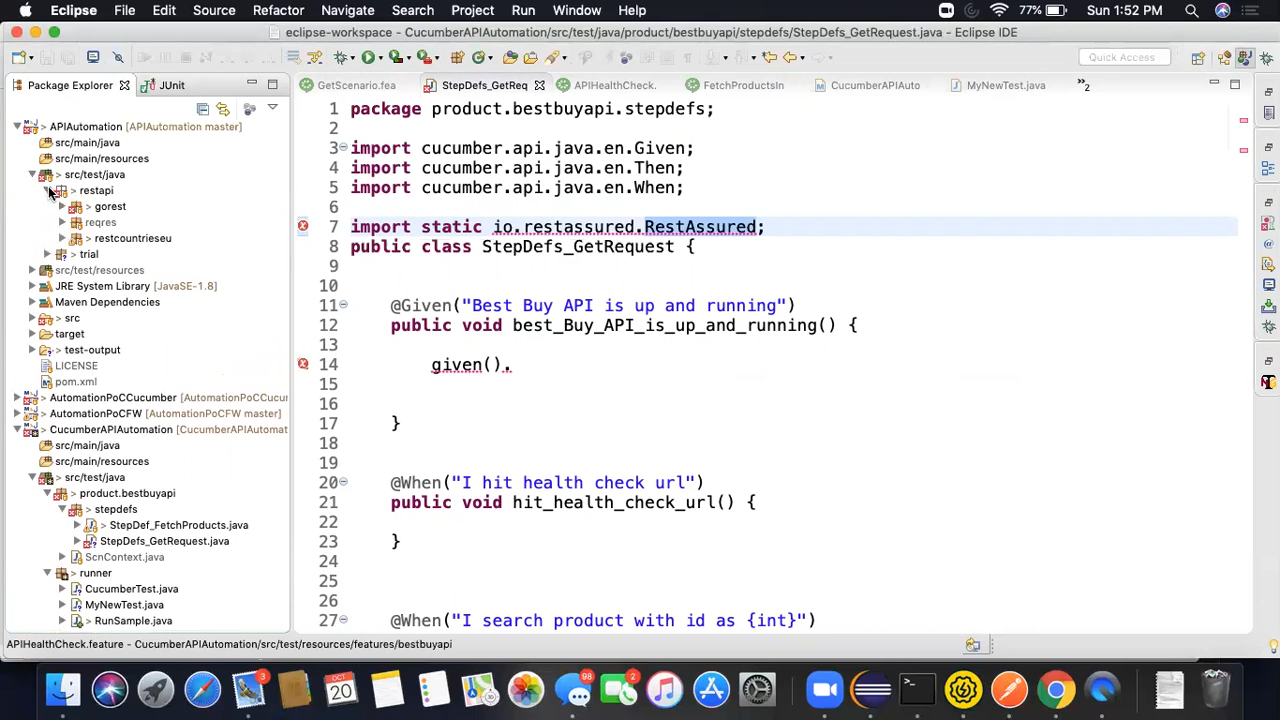 Eclipse File Edit Source Refactor Navigate Search Project Run Window Help 77% Sun 1:52 PM
eclipse-workspace - CucumberAPIAutomation/src/test/java/product/bestbuyapi/stepdefs/StepDefs_GetRequest.java - Eclipse IDE
Quick Access
Package Explorer JUnit
GetScenario.fea StepDefs_GetReq APIHealthCheck. FetchProductsIn CucumberAPIAuto MyNewTest.java »2
> APIAutomation [APIAutomation master]
src/main/java
src/main/resources
> src/test/java
> restapi
> gorest
reqres
> restcountrieseu
> trial
src/test/resources
JRE System Library [JavaSE-1.8]
Maven Dependencies
> src
target
> test-output
LICENSE
pom.xml
> AutomationPoCCucumber [AutomationPoCCucu
> AutomationPoCFW [AutomationPoCFW master]
> CucumberAPIAutomation [CucumberAPIAutomat
src/main/java
src/main/resources
> src/test/java
> product.bestbuyapi
> stepdefs
> StepDef_FetchProducts.java
> StepDefs_GetRequest.java
ScnContext.java
> runner
CucumberTest.java
MyNewTest.java
> RunSample.java
1 package product.bestbuyapi.stepdefs;
2
3 import cucumber.api.java.en.Given;
4 import cucumber.api.java.en.Then;
5 import cucumber.api.java.en.When;
6
7 import static io.restassured.RestAssured;
8 public class StepDefs_GetRequest {
9
10
11 @Given("Best Buy API is up and running")
12 public void best_Buy_API_is_up_and_running() {
13
14 given().
15
16
17 }
18
19
20 @When("I hit health check url")
21 public void hit_health_check_url() {
22
23 }
24
25
26
27 @When("I search product with id as {int}")
APIHealthCheck.feature - CucumberAPIAutomation/src/test/resources/features/bestbuyapi
3
OCT
20
98
2